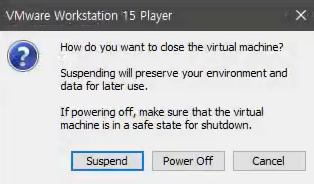 VMware Workstation 15 Player
How do you want to close the virtual machine?
Suspending will preserve your environment and
data for later use.
If powering off, make sure that the virtual
machine is in a safe state for shutdown.
Suspend Power Off Cancel